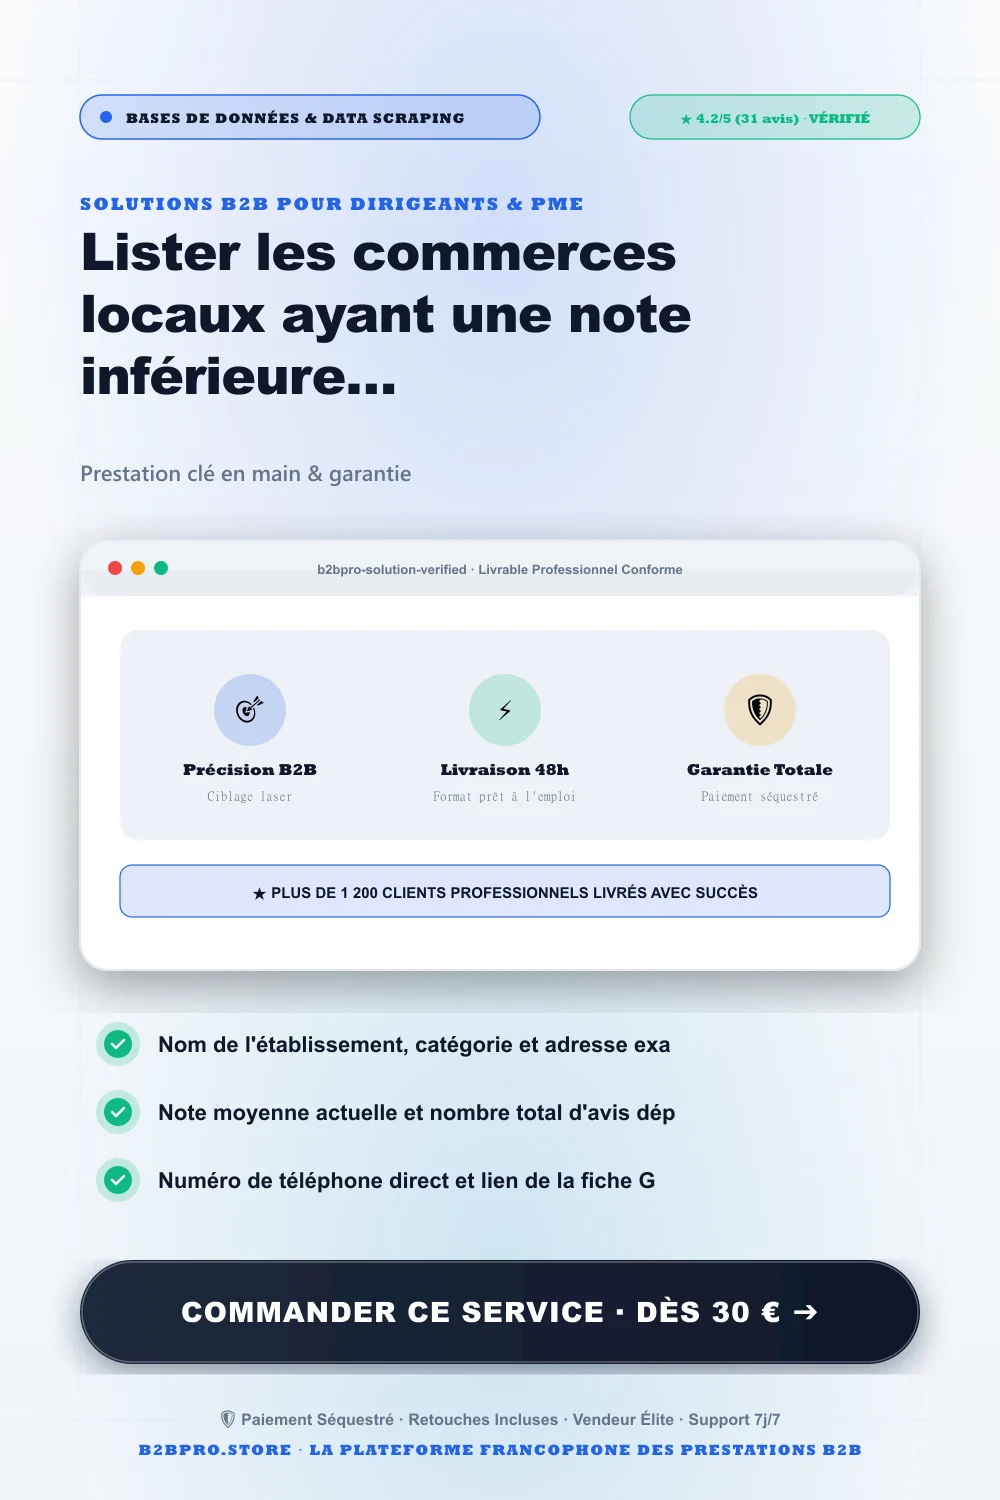 BASES DE DONNÉES & DATA SCRAPING
★ 4.2/5 (31 avis) · VÉRIFIÉ
SOLUTIONS B2B POUR DIRIGEANTS & PME
Lister les commerces
locaux ayant une note
inférieure...
Prestation clé en main & garantie
b2bpro-solution-verified · Livrable Professionnel Conforme
Précision B2B
Ciblage laser
Livraison 48h
Format prêt à l'emploi
Garantie Totale
Paiement séquestré
★ PLUS DE 1 200 CLIENTS PROFESSIONNELS LIVRÉS AVEC SUCCÈS
Nom de l'établissement, catégorie et adresse exa
Note moyenne actuelle et nombre total d'avis dép
Numéro de téléphone direct et lien de la fiche G
COMMANDER CE SERVICE · DÈS 30 € →
Paiement Séquestré · Retouches Incluses · Vendeur Élite · Support 7j/7
B2BPRO.STORE · LA PLATEFORME FRANCOPHONE DES PRESTATIONS B2B